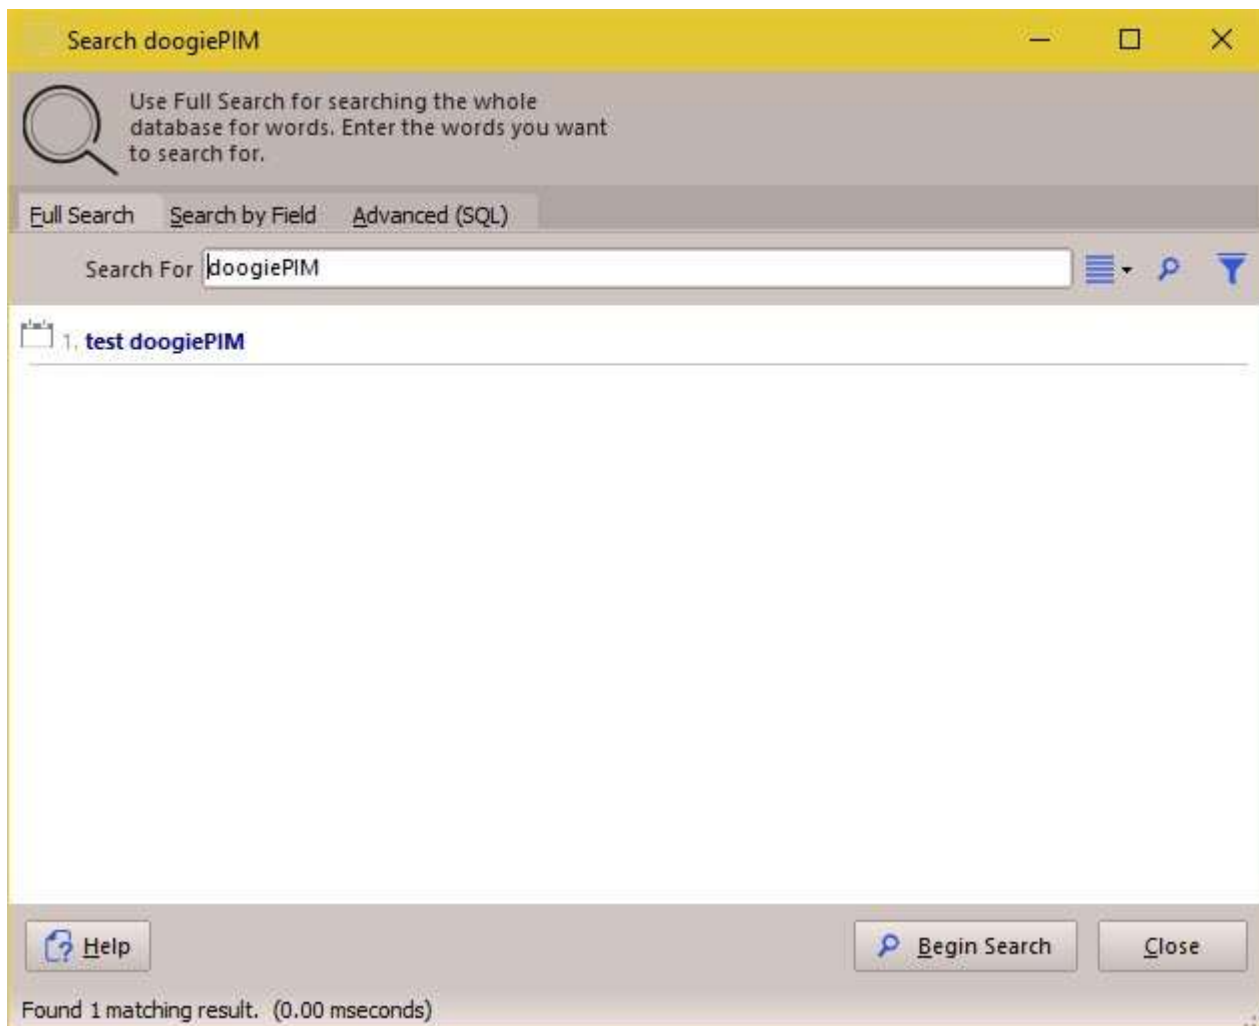 Search doogiePIM
Use Full Search for searching the whole
database for words. Enter the words you want
to search for.
Full Search Search by Field Advanced (SQL)
Search For doogiePIM
1. test doogiePIM
Help Begin Search Close
Found 1 matching result. (0.00 mseconds)